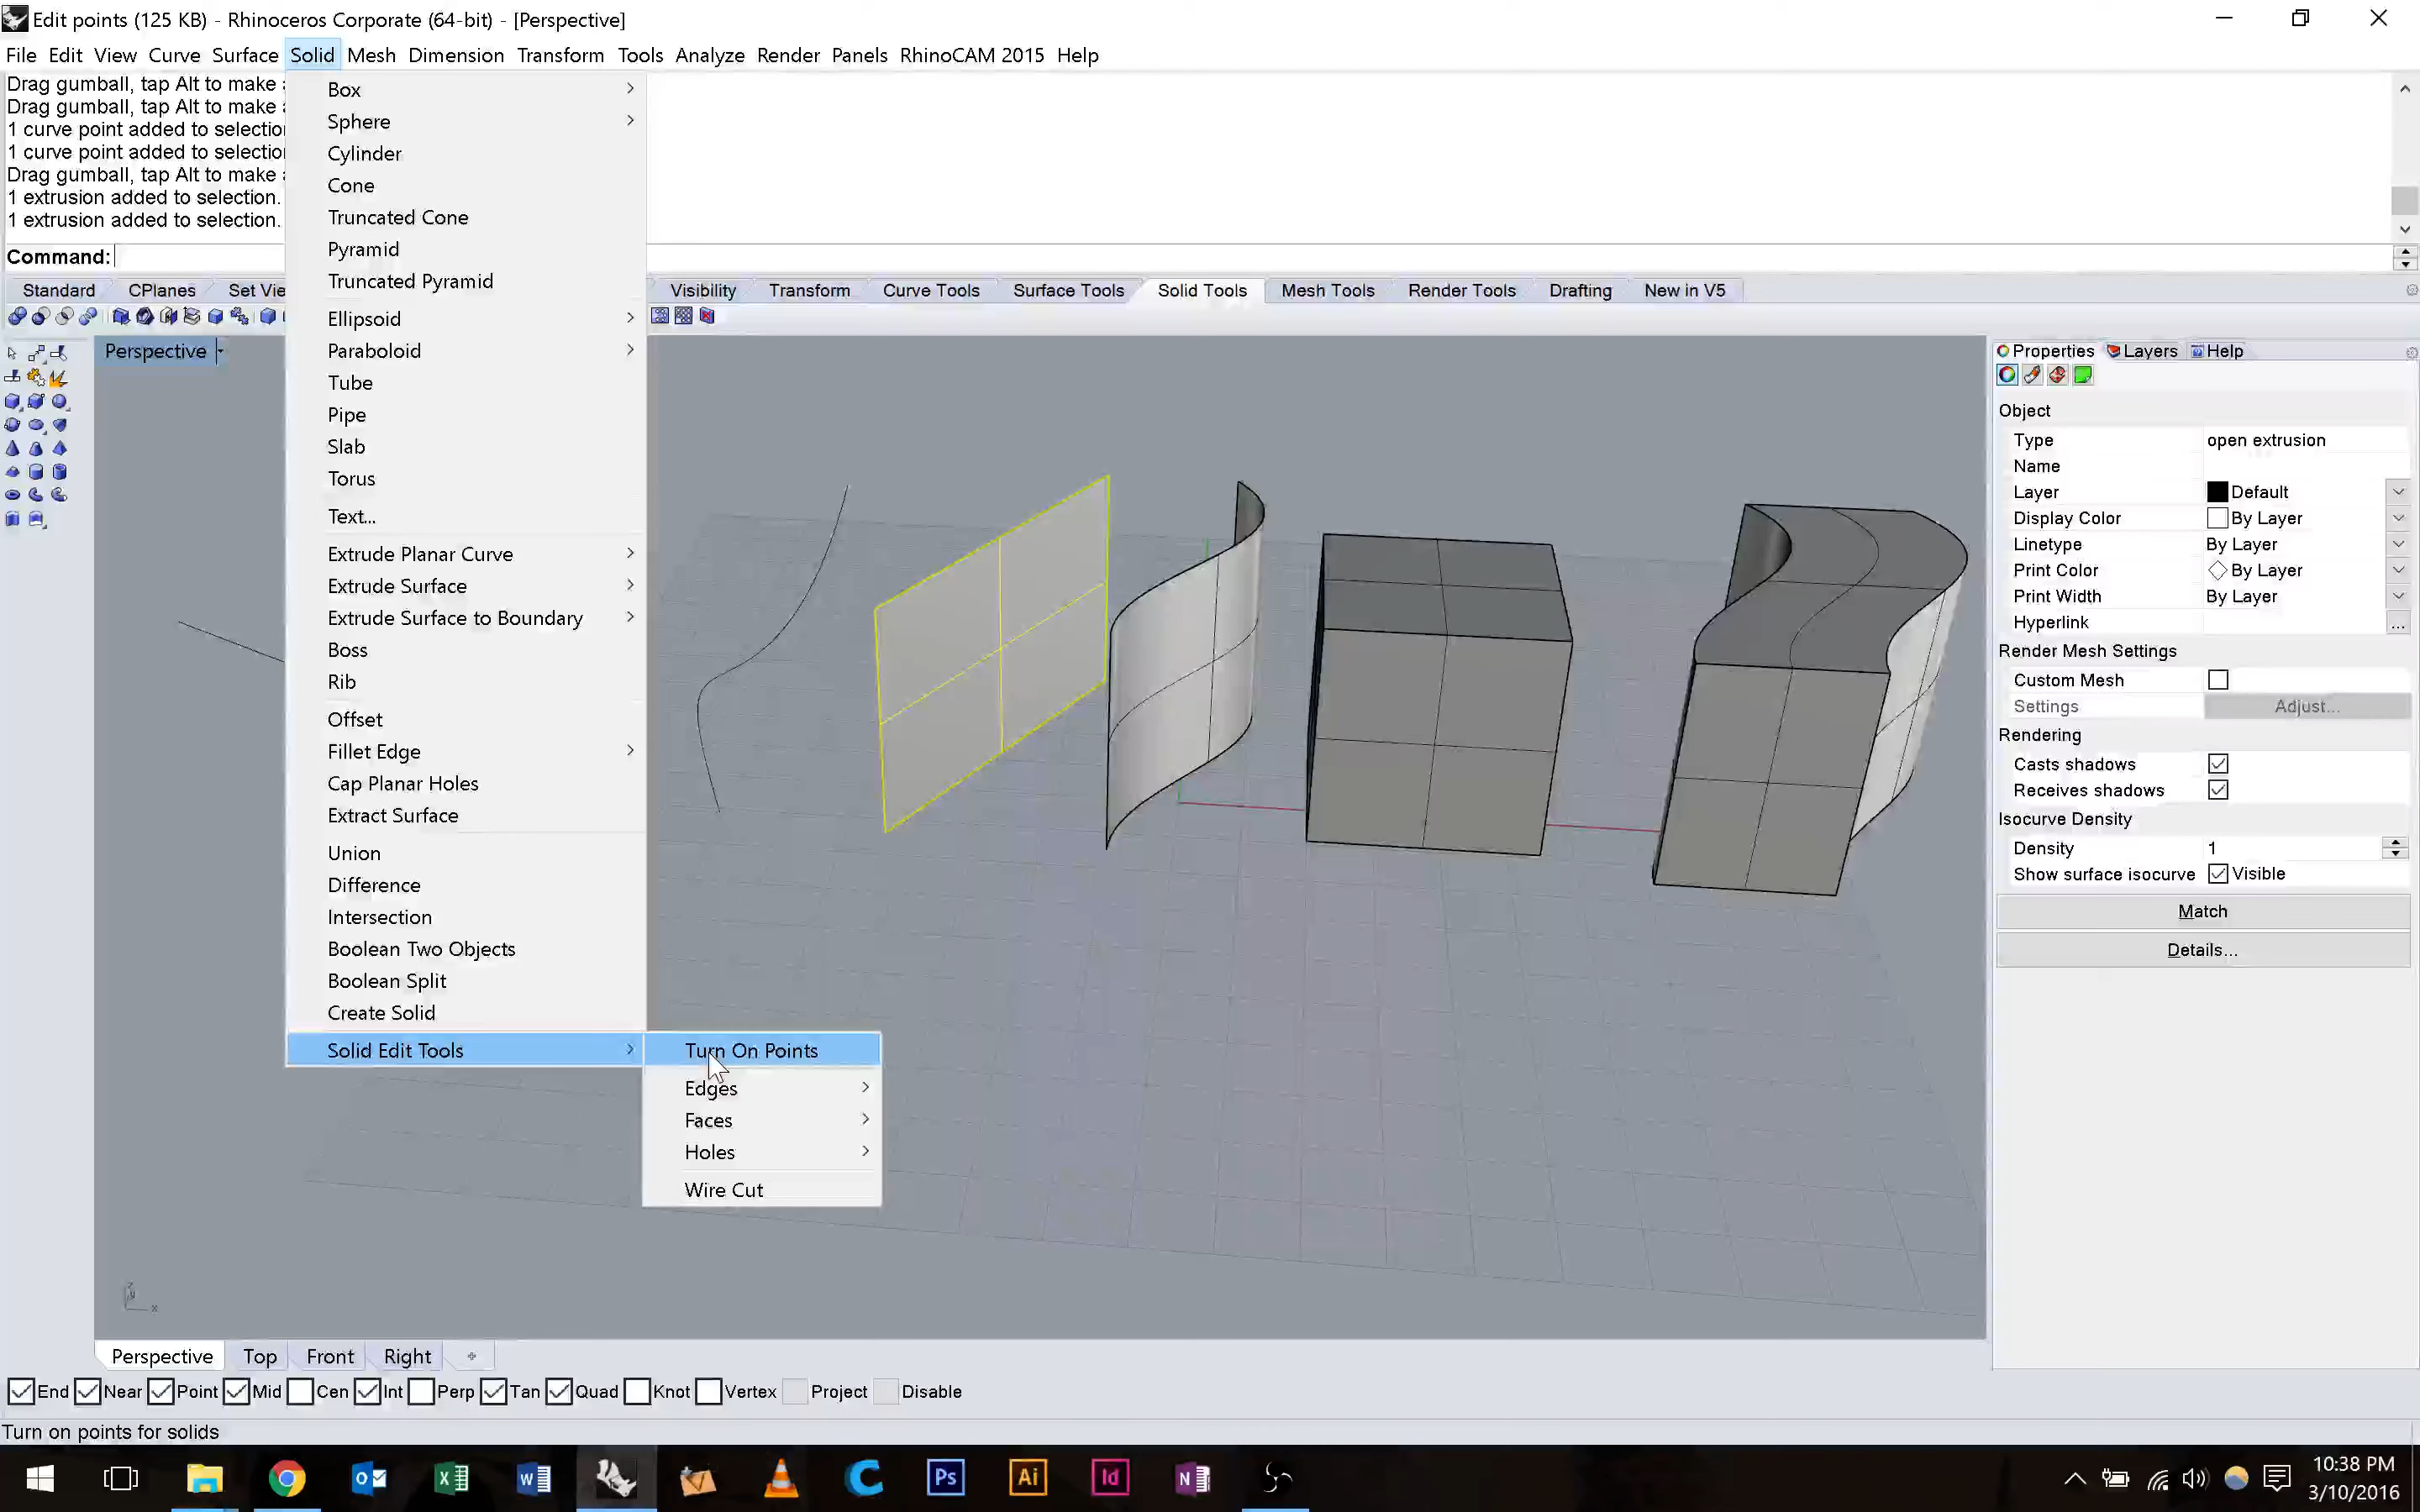 Edit points (125 KB) - Rhinoceros Corporate (64-bit) - [Perspective]
File Edit View Curve Surface Solid Mesh Dimension Transform Tools Analyze Render Panels RhinoCAM 2015 Help
Drag gumball, tap Alt to make
Drag gumball, tap Alt to make
1 curve point added to selectio
1 curve point added to selectio
Drag gumball, tap Alt to make
1 extrusion added to selection.
1 extrusion added to selection.
Command:
Box
Sphere
Cylinder
Cone
Truncated Cone
Pyramid
Truncated Pyramid
Ellipsoid
Paraboloid
Tube
Pipe
Slab
Torus
Text...
Extrude Planar Curve
Extrude Surface
Extrude Surface to Boundary
Boss
Rib
Offset
Fillet Edge
Cap Planar Holes
Extract Surface
Union
Difference
Intersection
Boolean Two Objects
Boolean Split
Create Solid
Solid Edit Tools
Turn On Points
Edges
Faces
Holes
Wire Cut
Standard CPlanes Set Vie Visibility Transform Curve Tools Surface Tools Solid Tools Mesh Tools Render Tools Drafting New in V5
Perspective
Properties Layers Help
Object
Type open extrusion
Name
Layer Default
Display Color By Layer
Linetype By Layer
Print Color By Layer
Print Width By Layer
Hyperlink ...
Render Mesh Settings
Custom Mesh
Settings Adjust...
Rendering
Casts shadows
Receives shadows
Isocurve Density
Density 1
Show surface isocurve Visible
Match
Details...
z y x
Perspective Top Front Right
End Near Point Mid Cen Int Perp Tan Quad Knot Vertex Project Disable
Turn on points for solids
Ps Ai Id
10:38 PM
3/10/2016